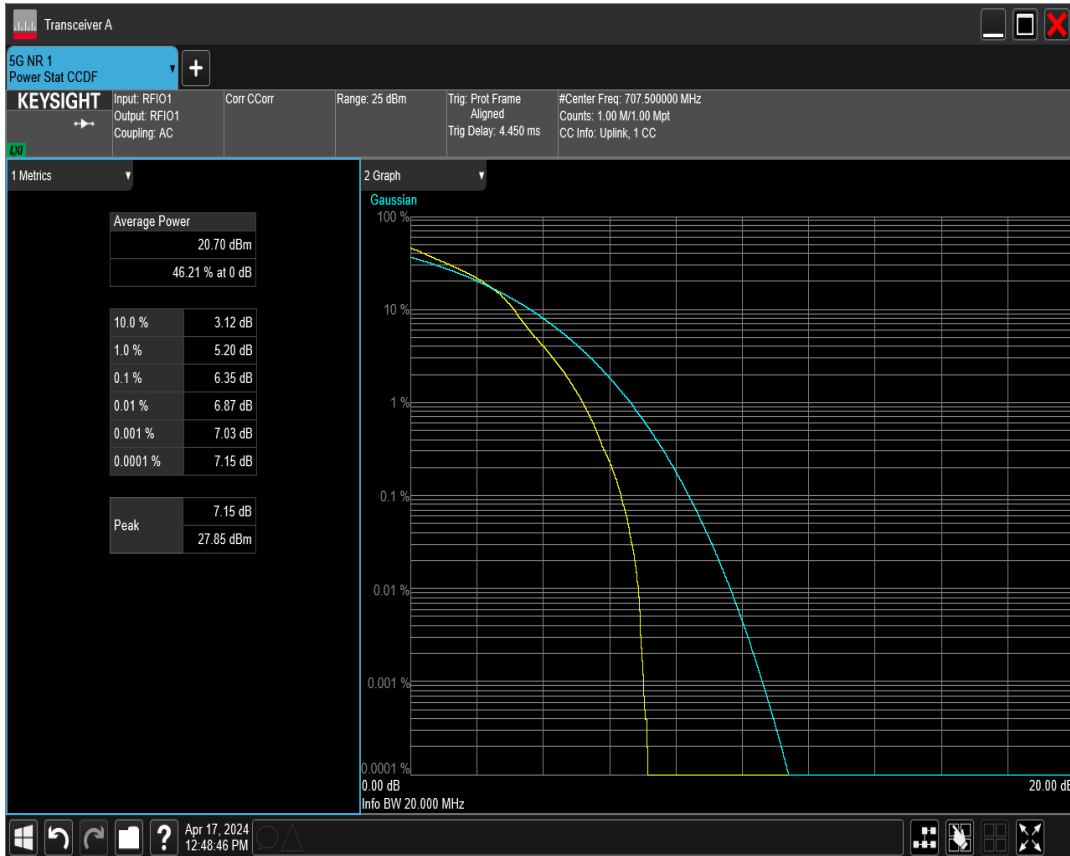 Transceiver A
5G NR 1
Power Stat CCDF
KEYSIGHT
LXI
Input: RFIO1
Output: RFIO1
Coupling: AC
Corr CCorr
Range: 25 dBm
Trig: Prot Frame
Aligned
Trig Delay: 4.450 ms
#Center Freq: 707.500000 MHz
Counts: 1.00 M/1.00 Mpt
CC Info: Uplink, 1 CC
1 Metrics
Average Power
20.70 dBm
46.21 % at 0 dB
10.0 % 3.12 dB
1.0 % 5.20 dB
0.1 % 6.35 dB
0.01 % 6.87 dB
0.001 % 7.03 dB
0.0001 % 7.15 dB
Peak
7.15 dB
27.85 dBm
2 Graph
Gaussian
100 %
10 %
1 %
0.1 %
0.01 %
0.001 %
0.0001 %
0.00 dB 20.00 dB
Info BW 20.000 MHz
?
Apr 17, 2024
12:48:46 PM